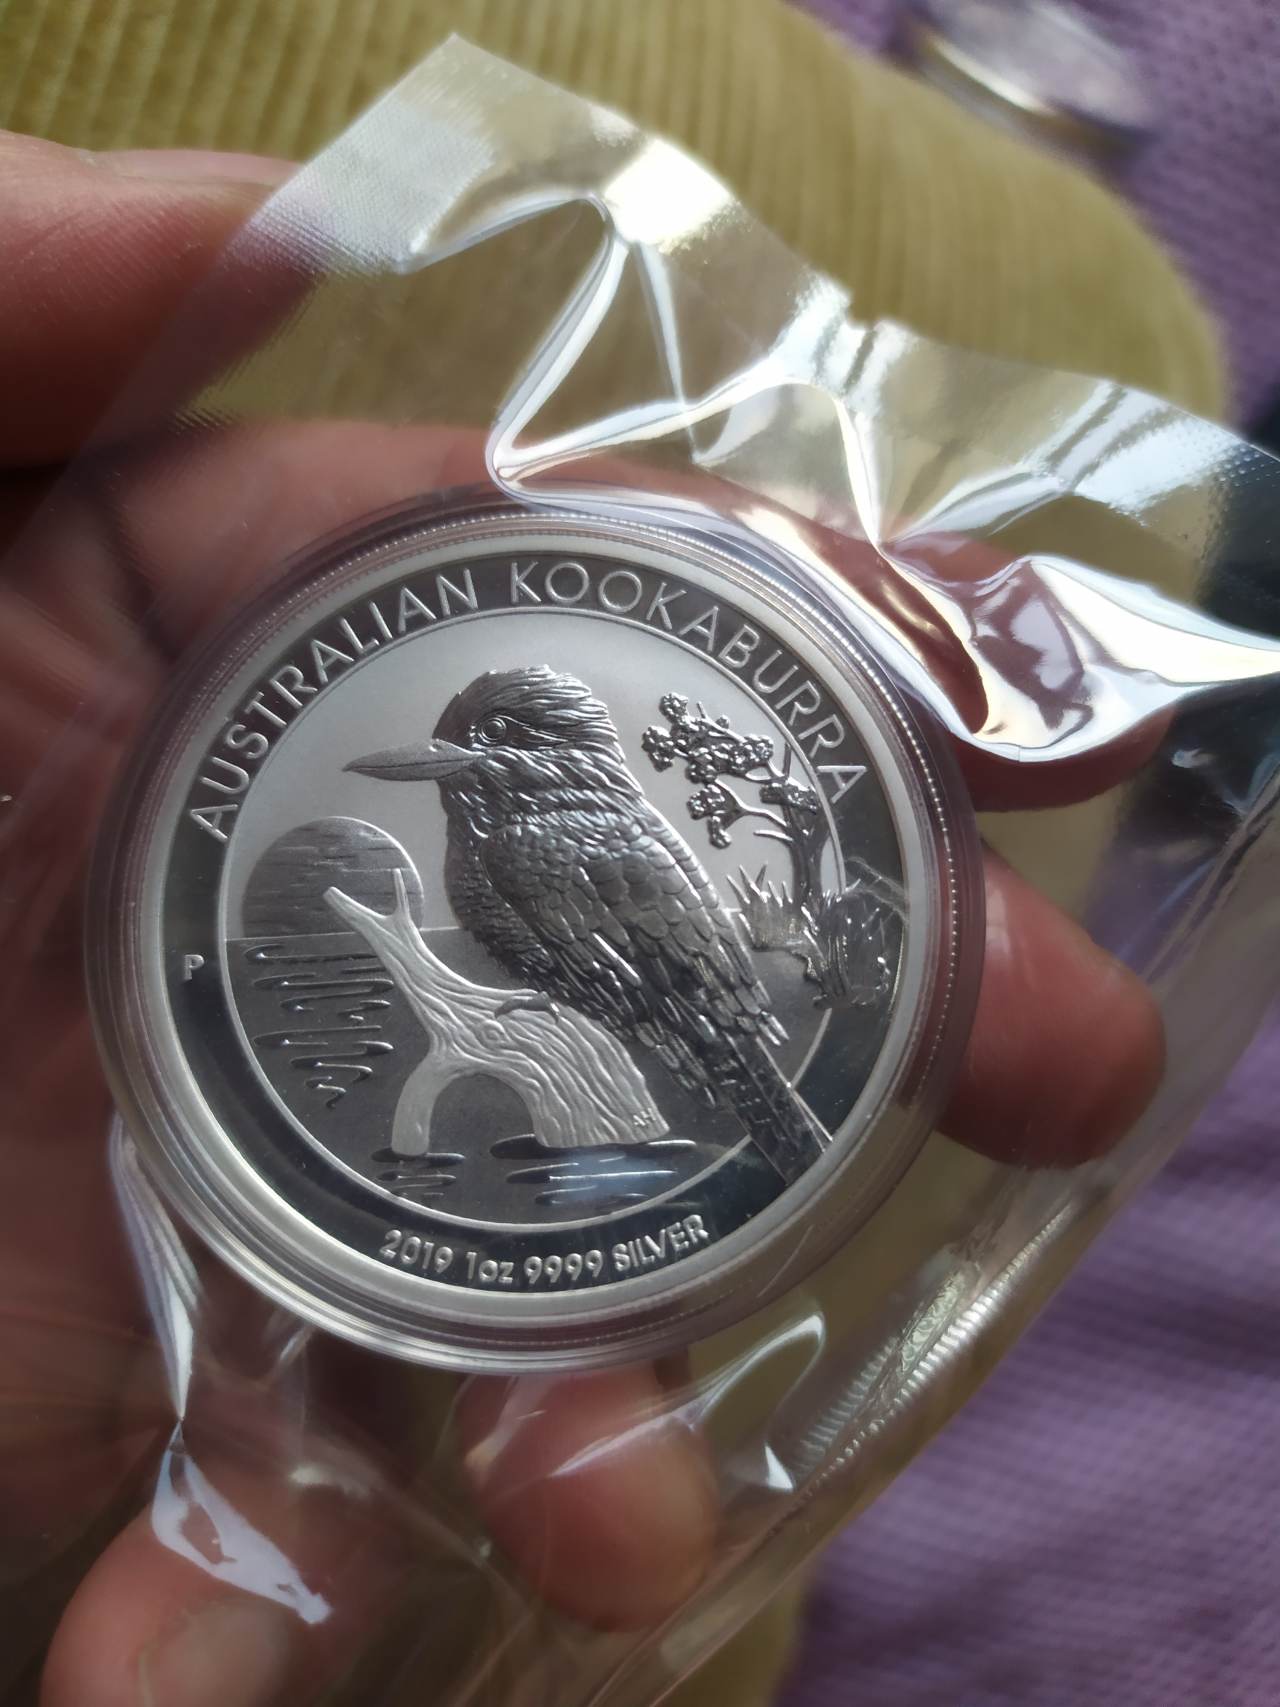 AUSTRALIAN KOOKABURRA
P
AH
2019 1oz 9999 SILVER